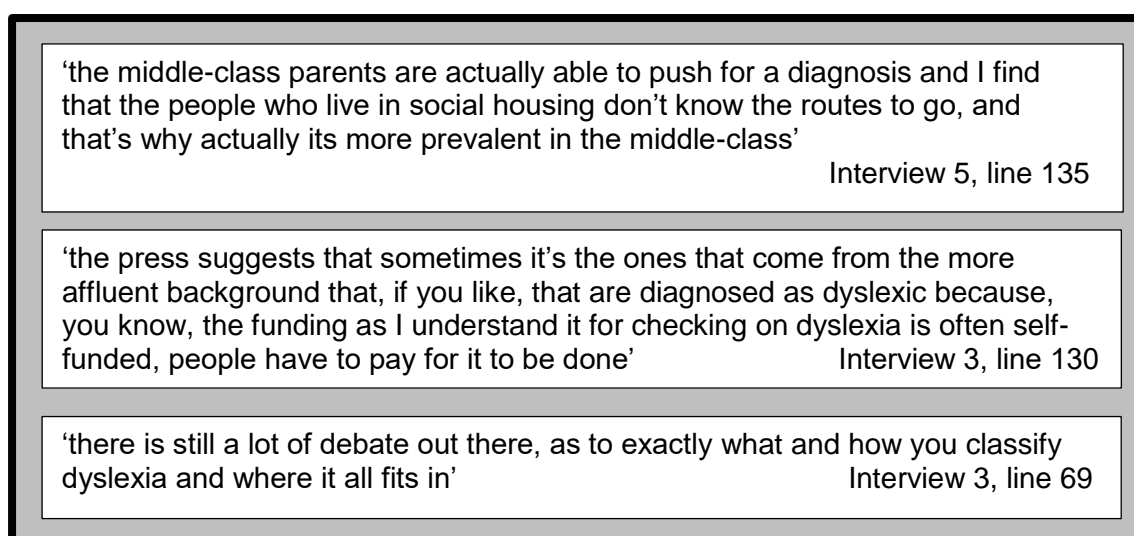 ‘the middle-class parents are actually able to push for a diagnosis and I find
that the people who live in social housing don’t know the routes to go, and
that’s why actually its more prevalent in the middle-class’
Interview 5, line 135
‘the press suggests that sometimes it’s the ones that come from the more
affluent background that, if you like, that are diagnosed as dyslexic because,
you know, the funding as I understand it for checking on dyslexia is often self-
funded, people have to pay for it to be done’ Interview 3, line 130
‘there is still a lot of debate out there, as to exactly what and how you classify
dyslexia and where it all fits in’ Interview 3, line 69